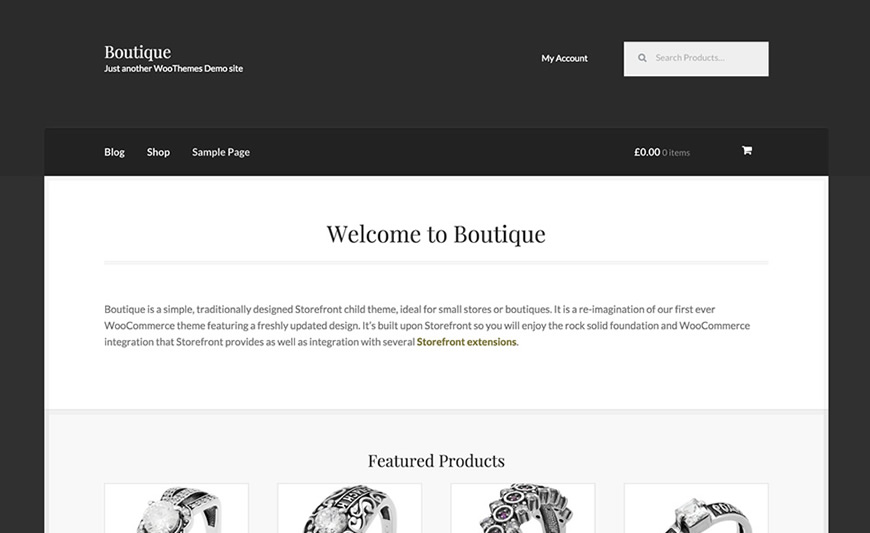 Boutique
Just another WooThemes Demo site
My Account
Search Products...
Blog Shop Sample Page
£0.00 0 items
Welcome to Boutique
Boutique is a simple, traditionally designed Storefront child theme, ideal for small stores or boutiques. It is a re-imagination of our first ever
WooCommerce theme featuring a freshly updated design. It's built upon Storefront so you will enjoy the rock solid foundation and WooCommerce
integration that Storefront provides as well as integration with several Storefront extensions.
Featured Products